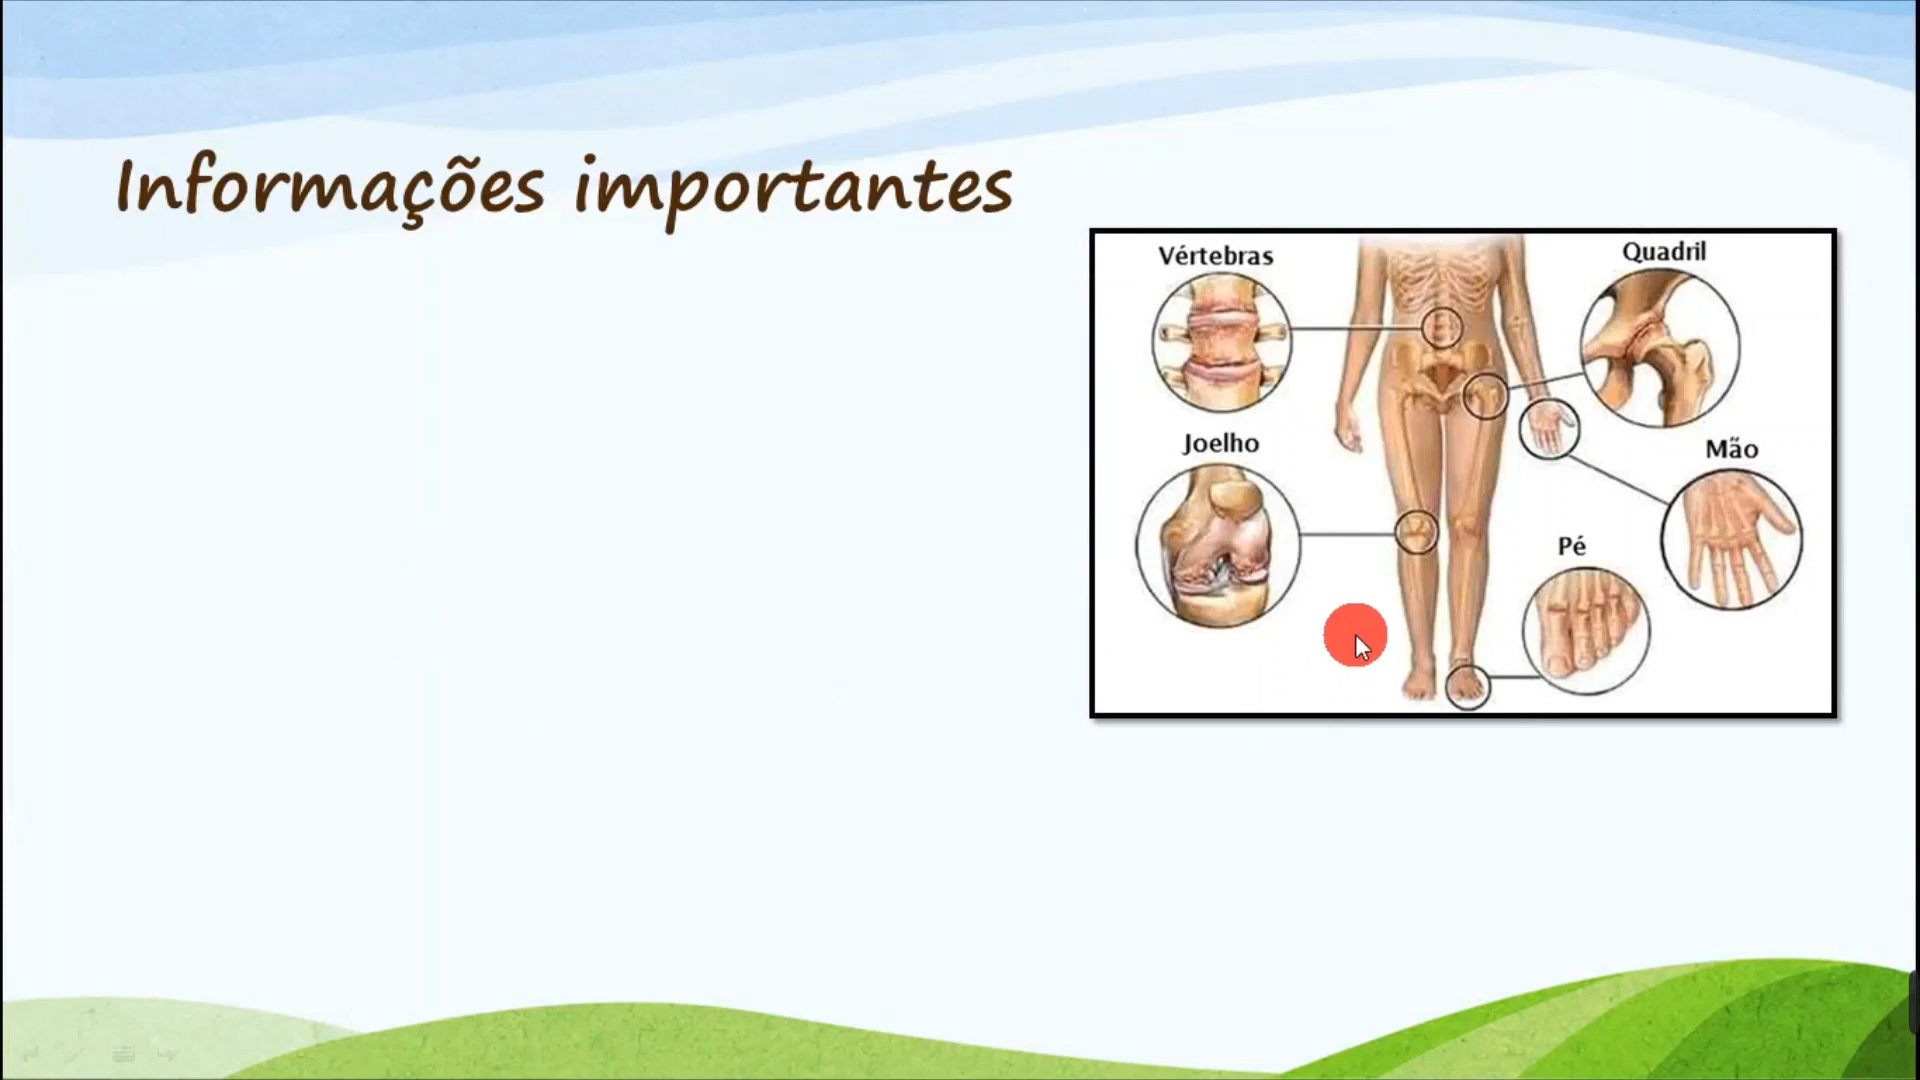 Informações importantes
Vértebras
Quadril
Joelho
Mão
Pé